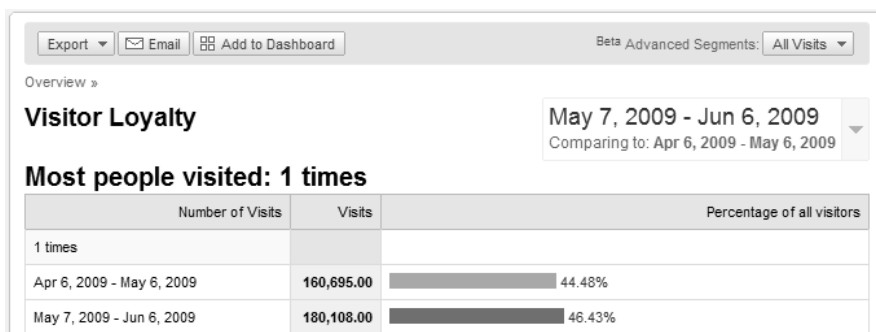 Export Email Add to Dashboard Beta Advanced Segments: All Visits
Overview »
Visitor Loyalty
May 7, 2009 - Jun 6, 2009
Comparing to: Apr 6, 2009 - May 6, 2009
Most people visited: 1 times
Number of Visits Visits Percentage of all visitors
1 times
Apr 6, 2009 - May 6, 2009 160,695.00 44.48%
May 7, 2009 - Jun 6, 2009 180,108.00 46.43%